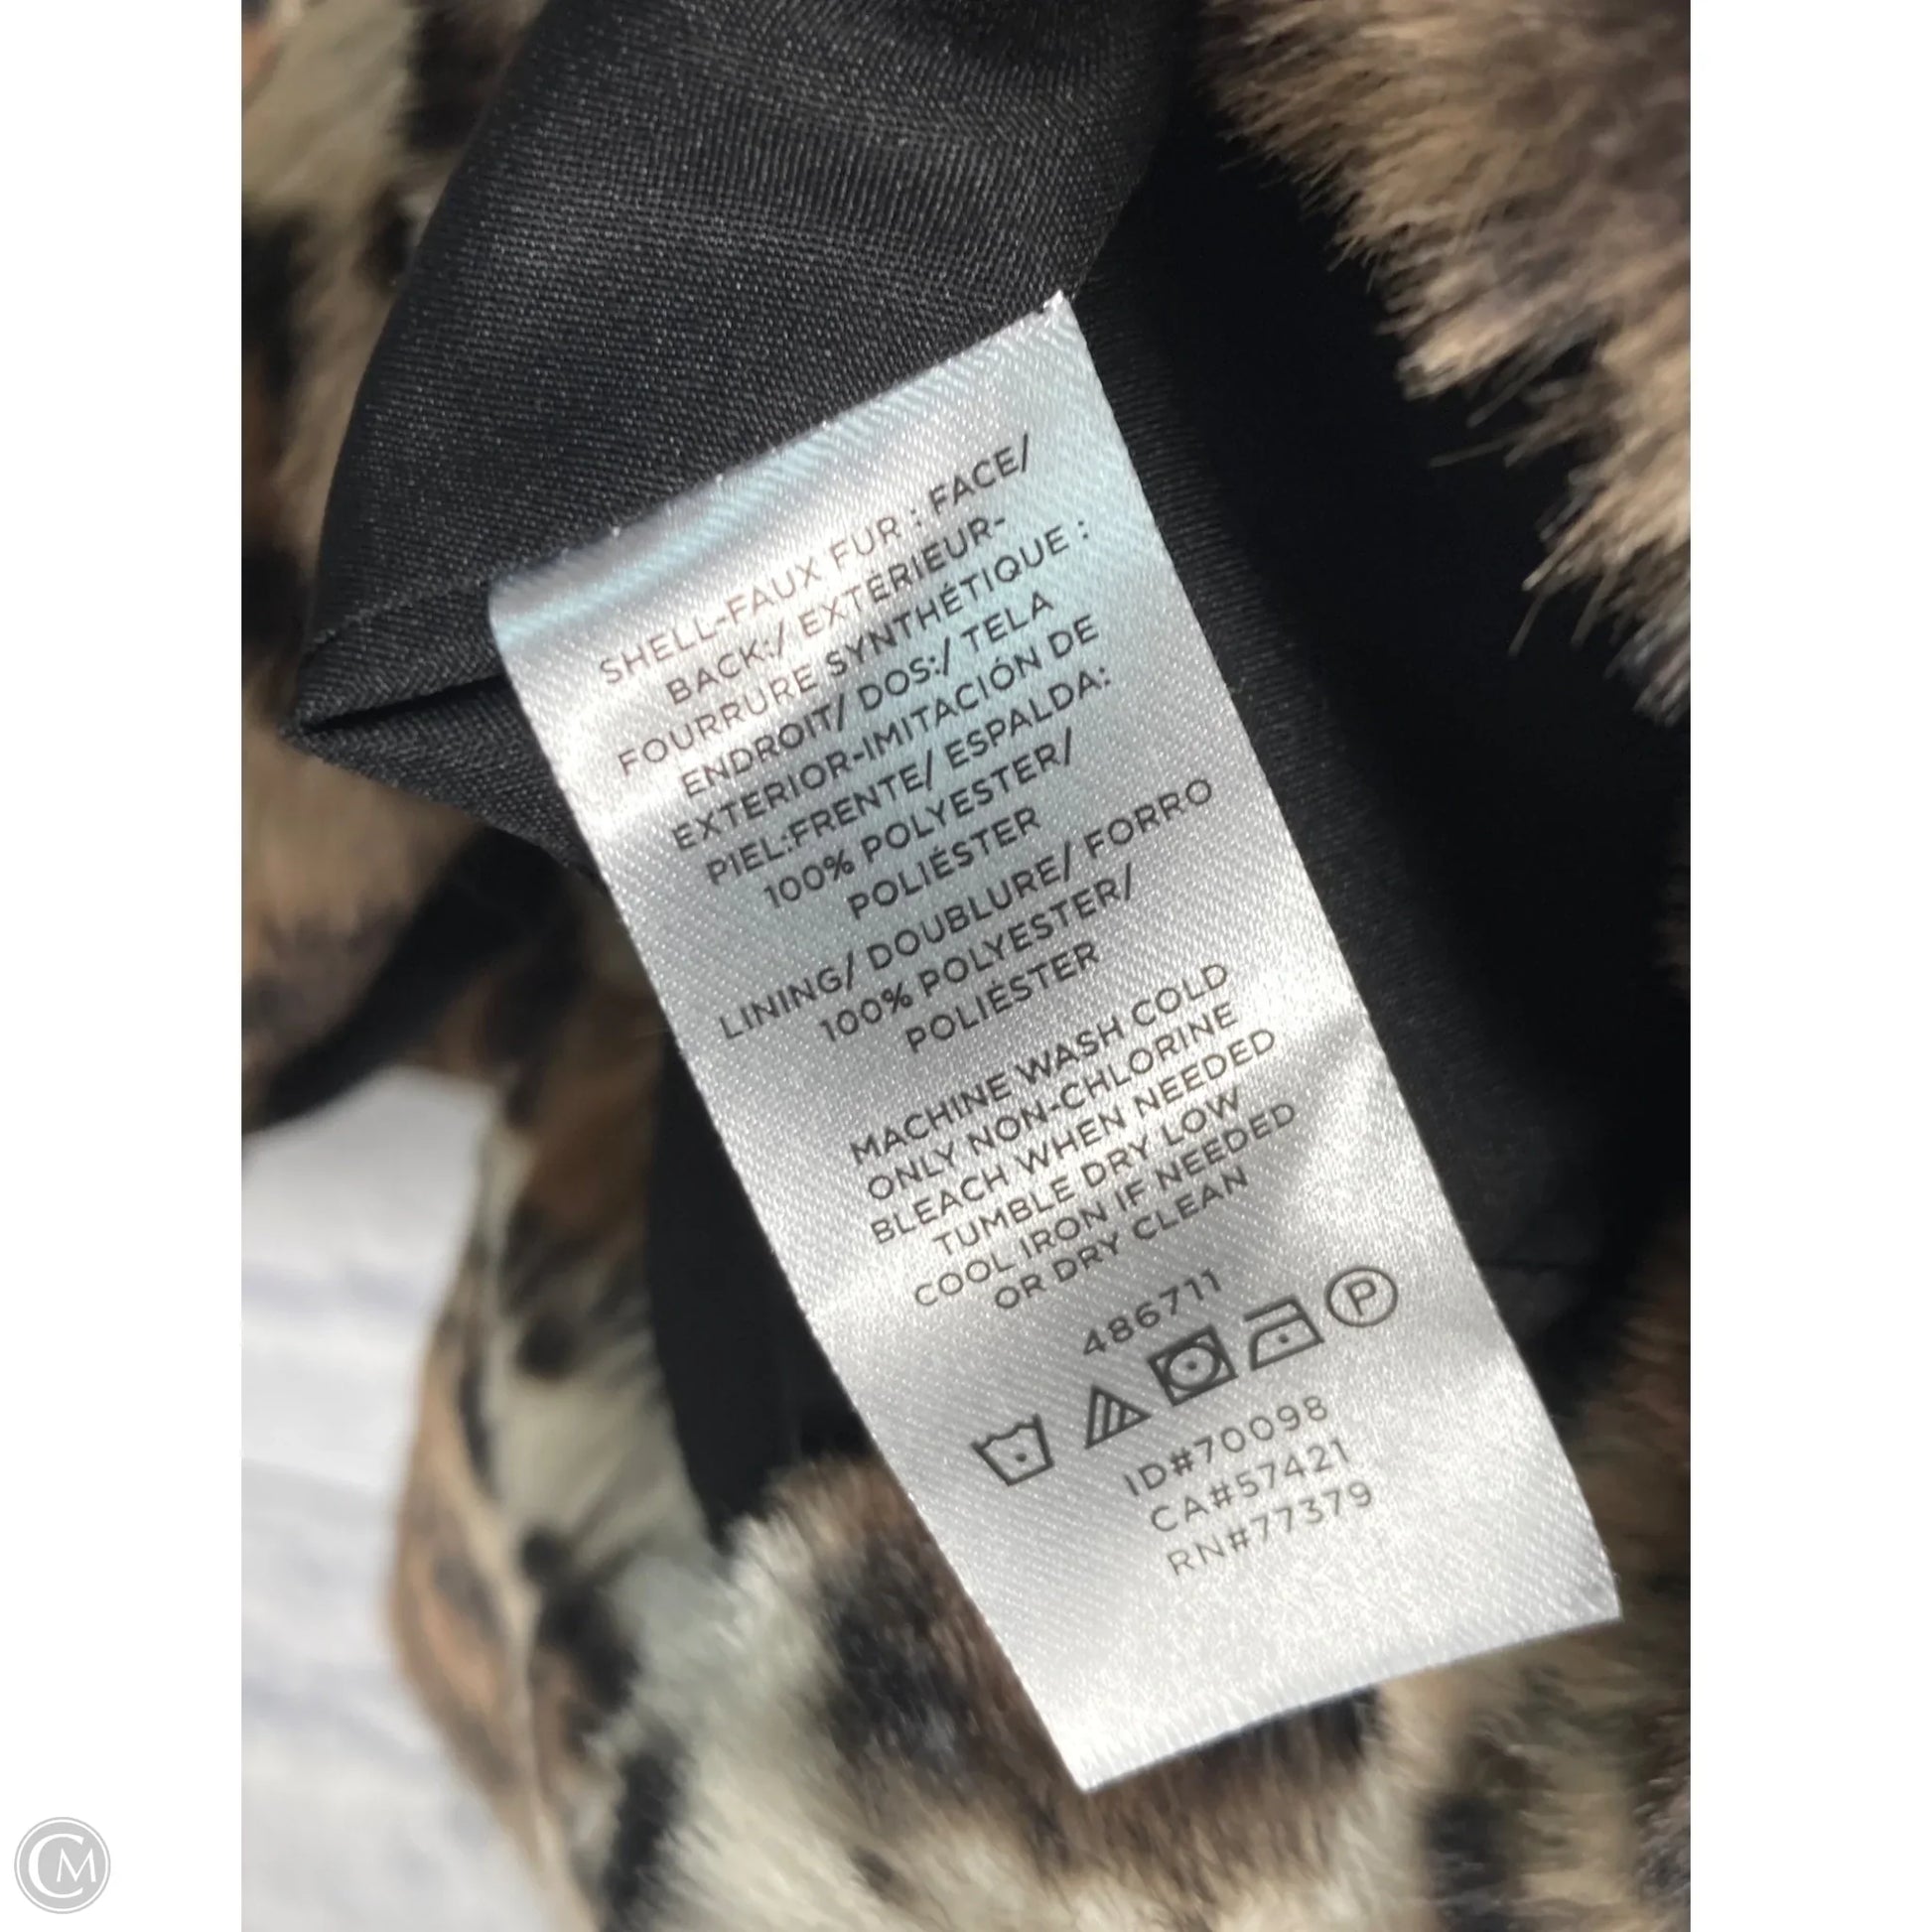 SHELL-FAUX FUR : FACE/
BACK:/ EXTÉRIEUR-
FOURRURE SYNTHÉTIQUE :
ENDROIT/ DOS:/ TELA
EXTERIOR-IMITACIÓN DE
PIEL:FRENTE/ ESPALDA:
100% POLYESTER/
POLIÉSTER
LINING/ DOUBLURE/ FORRO
100% POLYESTER/
POLIÉSTER
MACHINE WASH COLD
ONLY NON-CHLORINE
BLEACH WHEN NEEDED
TUMBLE DRY LOW
COOL IRON IF NEEDED
OR DRY CLEAN
486711
P
ID#70098
CA#57421
RN#77379
CM